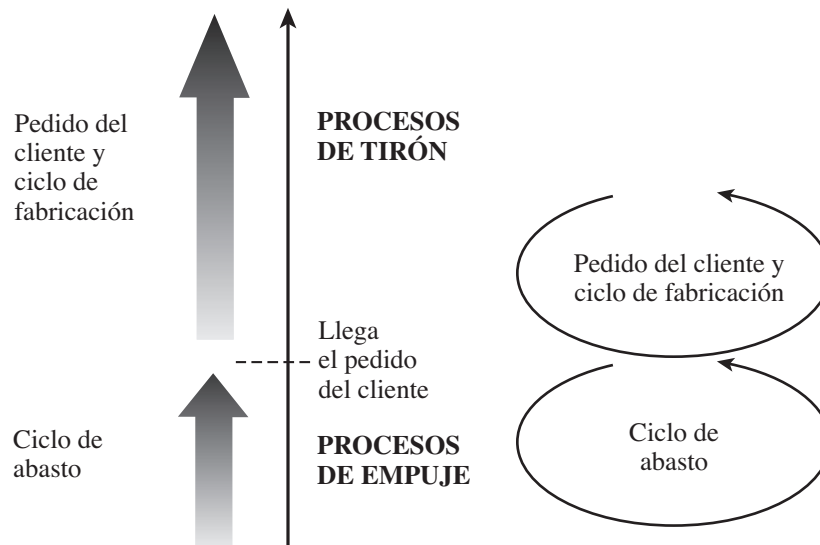 Pedido del
cliente y
ciclo de
fabricación
PROCESOS
DE TIRÓN
Pedido del cliente y
ciclo de fabricación
Llega
el pedido
del cliente
Ciclo de
abasto
PROCESOS
DE EMPUJE
Ciclo de
abasto